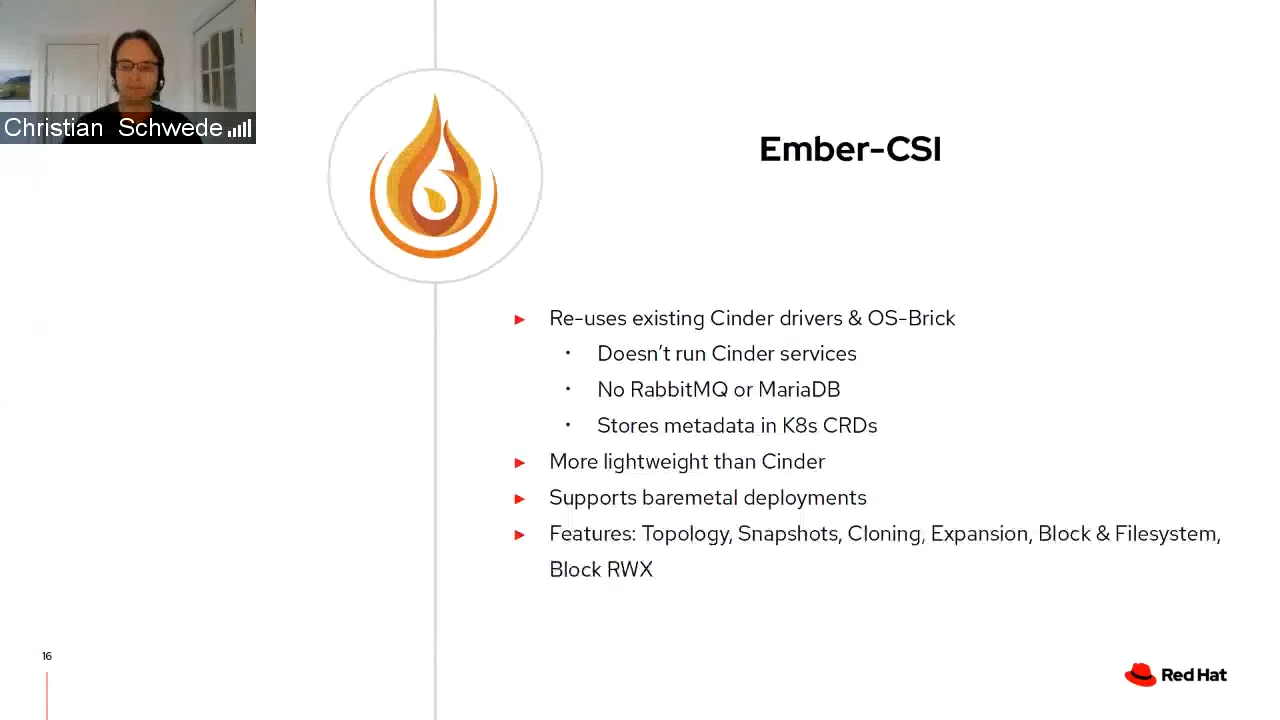 Christian Schwede
Ember-CSI
► Re-uses existing Cinder drivers & OS-Brick
• Doesn't run Cinder services
• No RabbitMQ or MariaDB
• Stores metadata in K8s CRDs
► More lightweight than Cinder
► Supports baremetal deployments
► Features: Topology, Snapshots, Cloning, Expansion, Block & Filesystem,
Block RWX
16
Red Hat